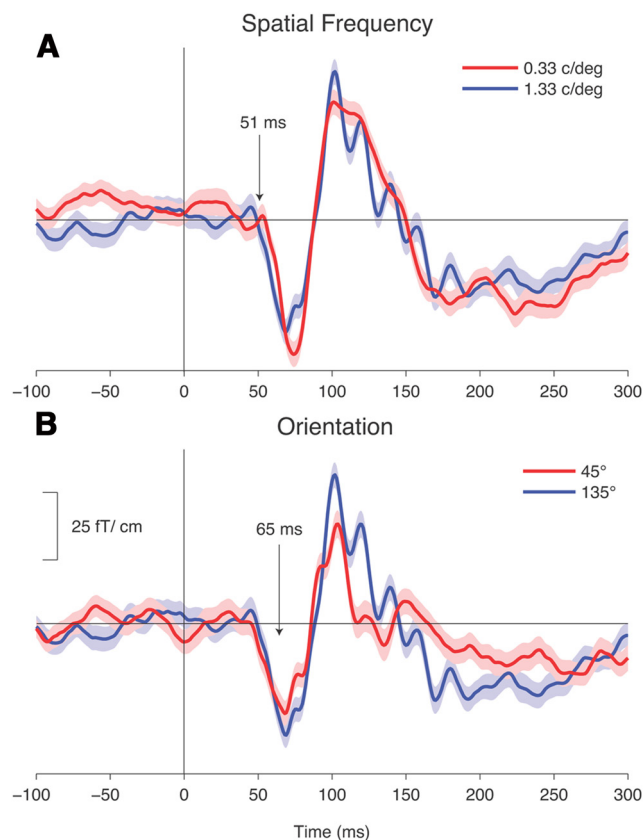 Spatial Frequency
A
0.33 c/deg
1.33 c/deg
51 ms
−100 −50 0 50 100 150 200 250 300
B
Orientation
45°
135°
25 fT/ cm
65 ms
−100 −50 0 50 100 150 200 250 300
Time (ms)